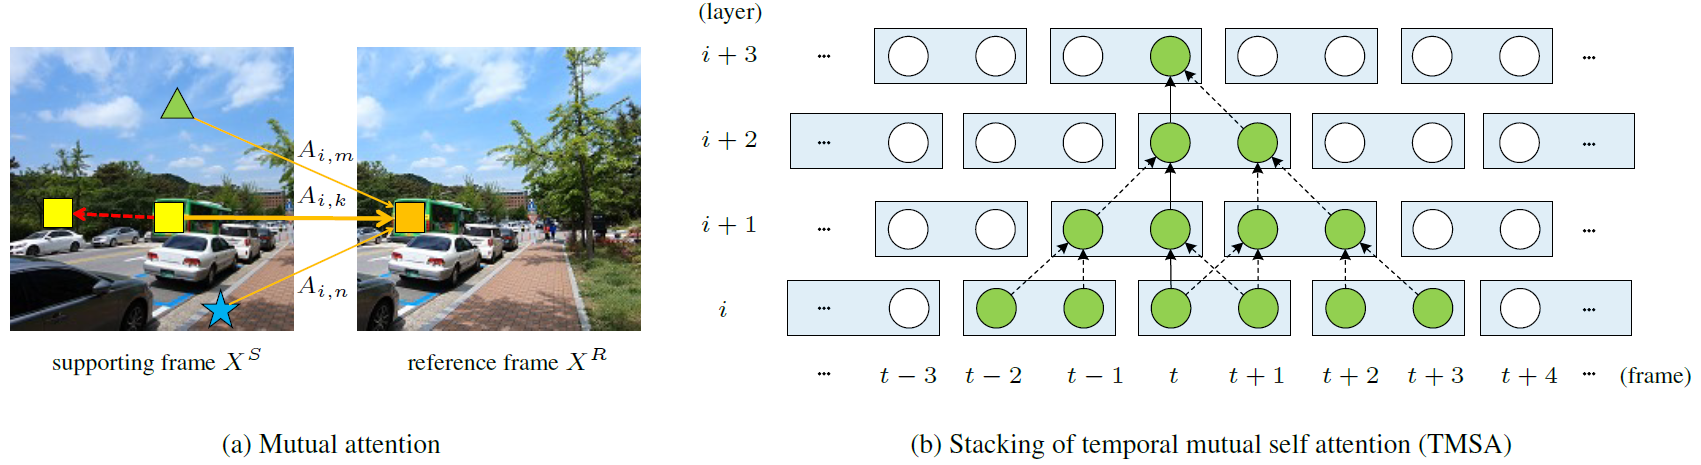 A_{i,m}
A_{i,k}
A_{i,n}
supporting frame X^S
reference frame X^R
(a) Mutual attention
(layer)
i + 3 ... ...
i + 2 ... ...
i + 1 ... ...
i ... ...
... t − 3 t − 2 t − 1 t t + 1 t + 2 t + 3 t + 4 ... (frame)
(b) Stacking of temporal mutual self attention (TMSA)